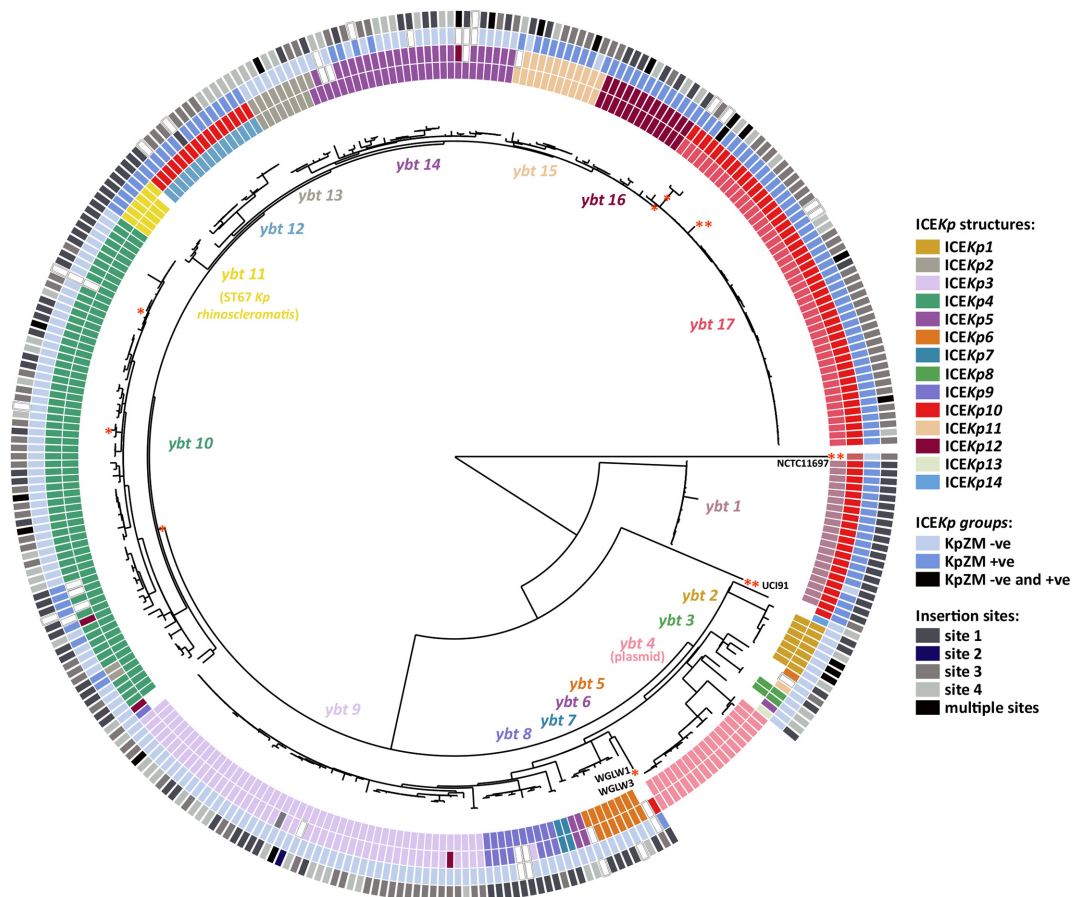 ybt 14
ybt 15
ybt 13
ybt 16
ybt 12
**
*
*
ybt 11
(ST67 Kp
rhinoscleromatis)
*
ybt 17
*
ybt 10
NCTC11697
**
ybt 1
*
** UCI91
ybt 2
ybt 3
ybt 4
(plasmid)
ybt 5
ybt 6
ybt 9
ybt 7
ybt 8
WGLW1 *
WGLW3
ICEKp structures:
ICEKp1
ICEKp2
ICEKp3
ICEKp4
ICEKp5
ICEKp6
ICEKp7
ICEKp8
ICEKp9
ICEKp10
ICEKp11
ICEKp12
ICEKp13
ICEKp14
ICEKp groups:
KpZM -ve
KpZM +ve
KpZM -ve and +ve
Insertion sites:
site 1
site 2
site 3
site 4
multiple sites